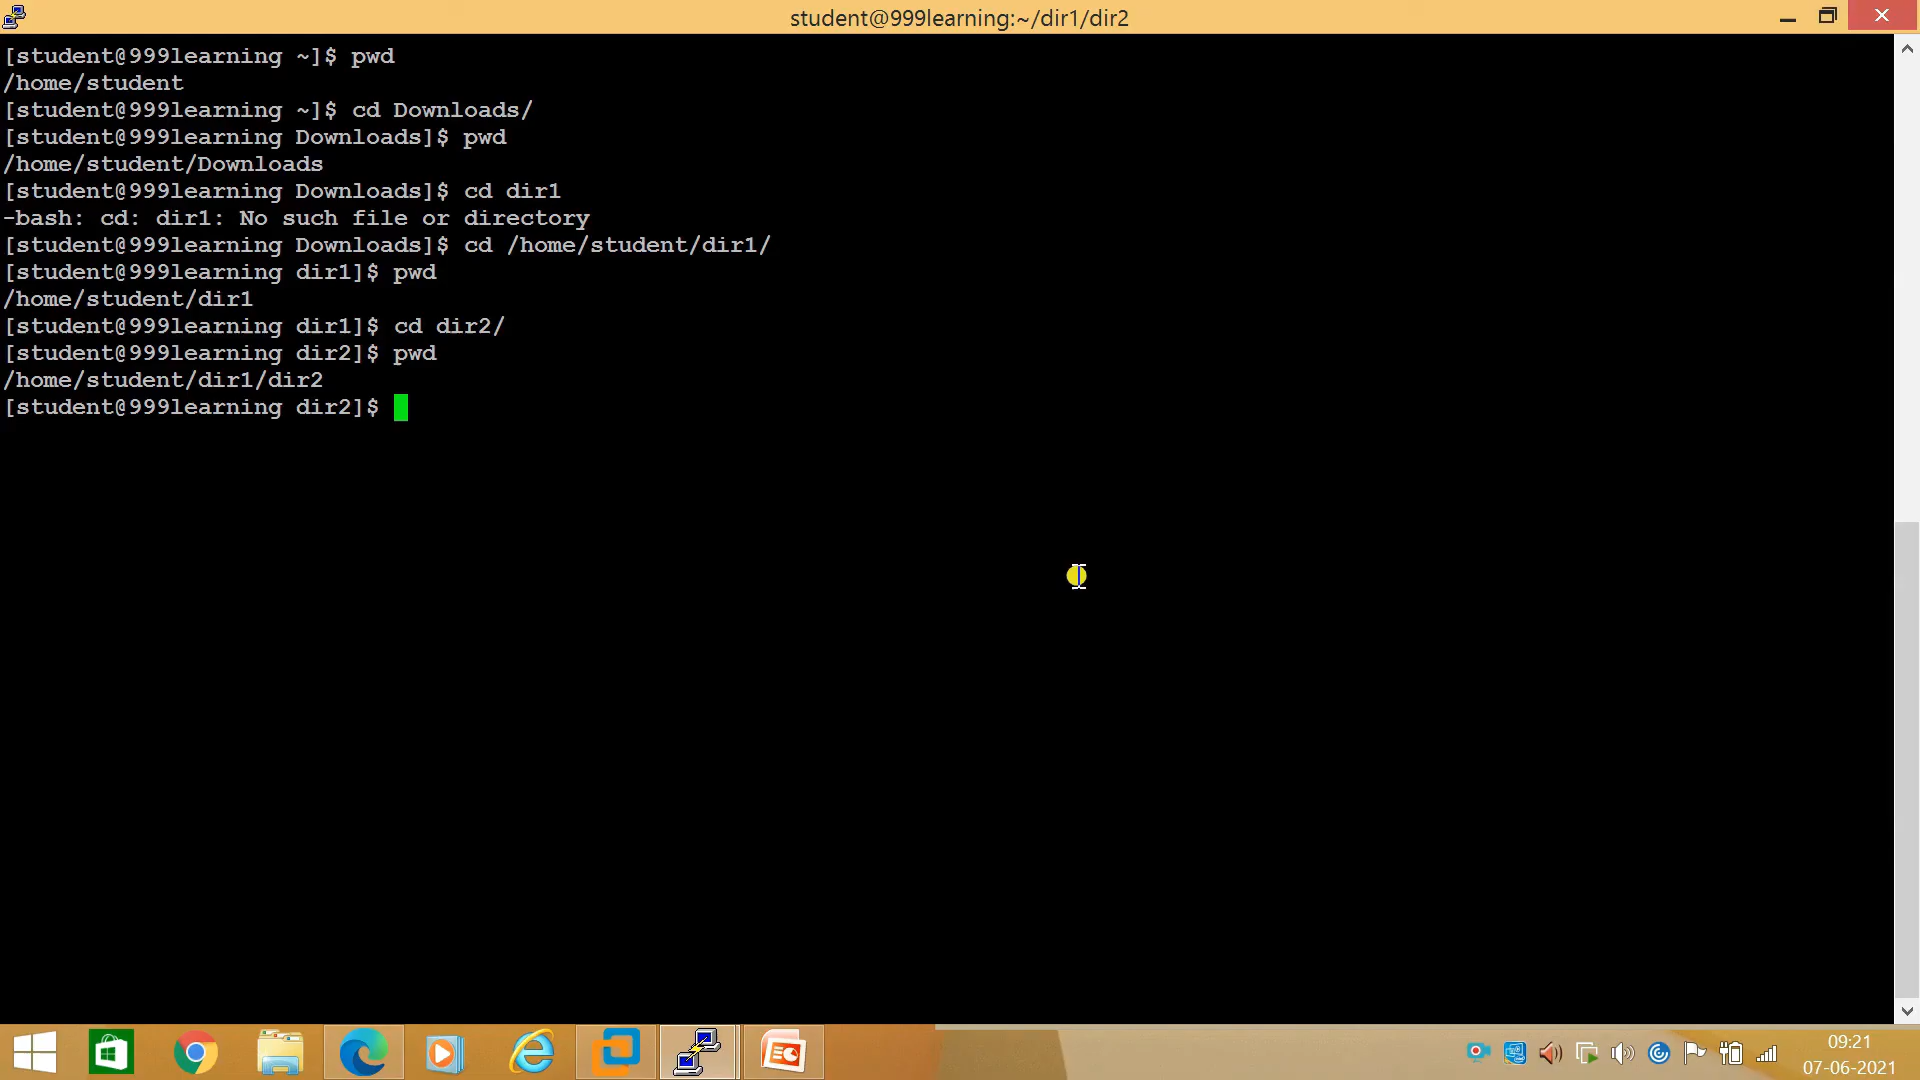 student@999learning:~/dir1/dir2
[student@999learning ~]$ pwd
/home/student
[student@999learning ~]$ cd Downloads/
[student@999learning Downloads]$ pwd
/home/student/Downloads
[student@999learning Downloads]$ cd dir1
-bash: cd: dir1: No such file or directory
[student@999learning Downloads]$ cd /home/student/dir1/
[student@999learning dir1]$ pwd
/home/student/dir1
[student@999learning dir1]$ cd dir2/
[student@999learning dir2]$ pwd
/home/student/dir1/dir2
[student@999learning dir2]$
09:21
07-06-2021